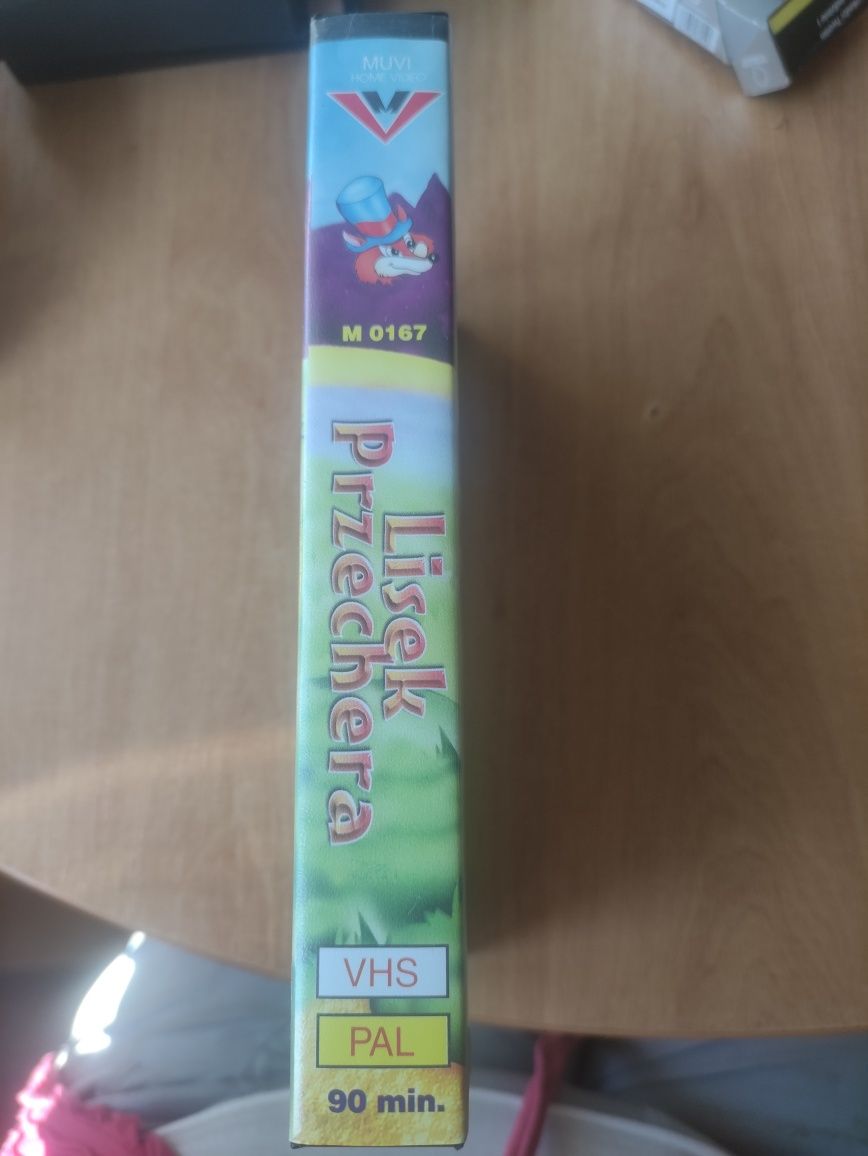 MUVI
HOME VIDEO
M 0167
Lisek
Przechera
VHS
PAL
90 min.